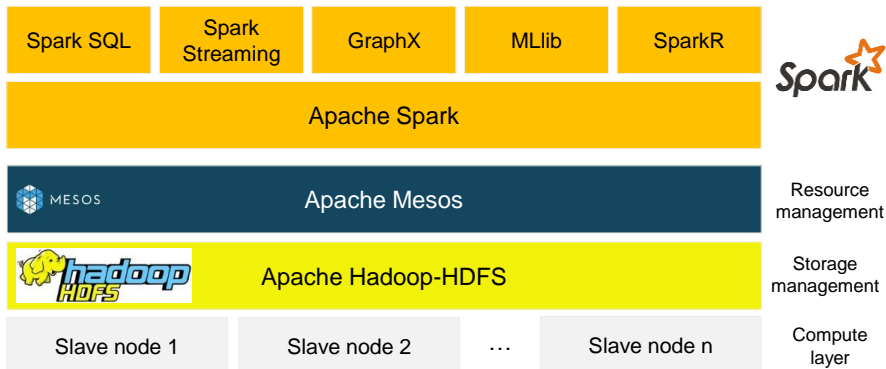 Spark SQL
Spark
Streaming
GraphX
MLlib
SparkR
Spark
Apache Spark
MESOS
Apache Mesos
Resource
management
hadoop
HDFS
Apache Hadoop-HDFS
Storage
management
Slave node 1
Slave node 2
...
Slave node n
Compute
layer